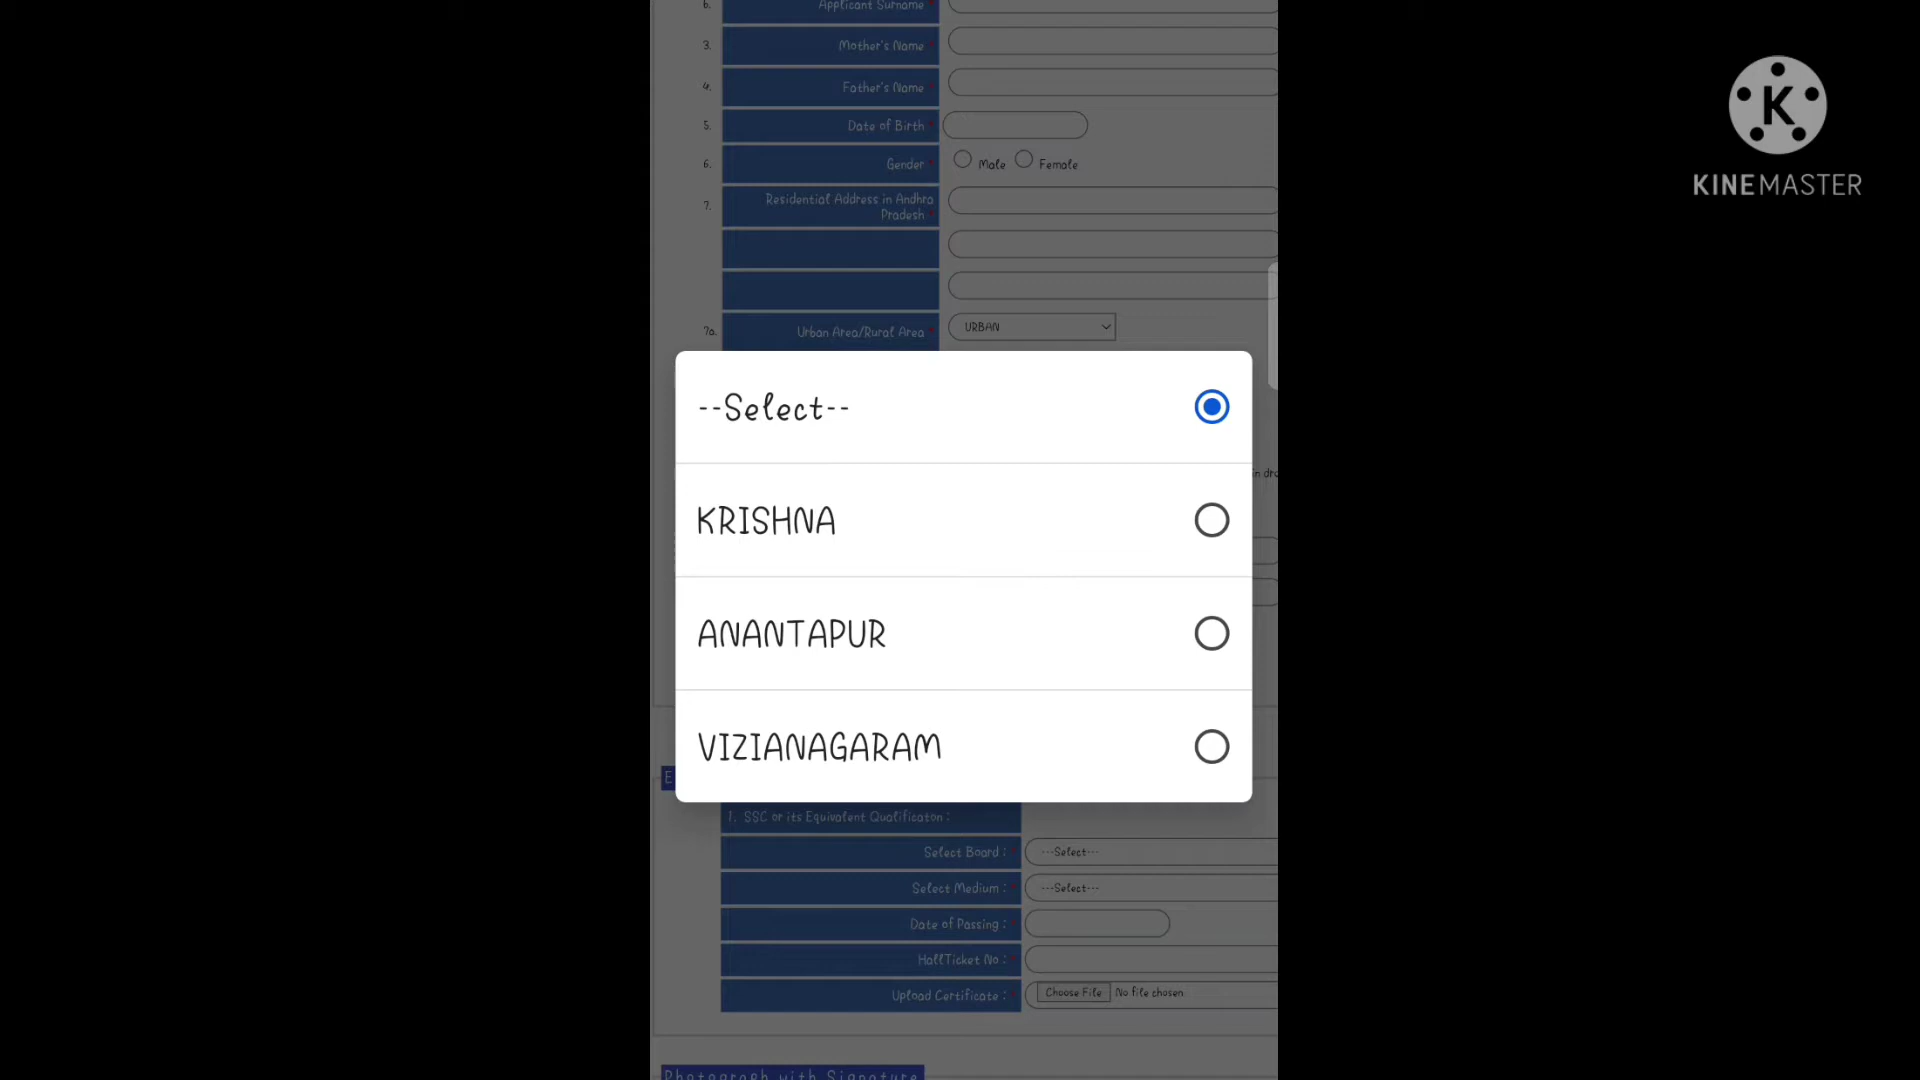 6. Applicant Surname *
3. Mother's Name *
4. Father's Name *
5. Date of Birth *
6. Gender * Male Female
7. Residential Address in Andhra
Pradesh *
7a. Urban Area/Rural Area * URBAN
--Select--
in dro
KRISHNA
ANANTAPUR
VIZIANAGARAM
E
1. SSC or its Equivalent Qualificaton :
Select Board : * ---Select---
Select Medium : * ---Select---
Date of Passing : *
HallTicket No : *
Upload Certificate : * Choose File No file chosen
Photograph with Signature
K
KINEMASTER